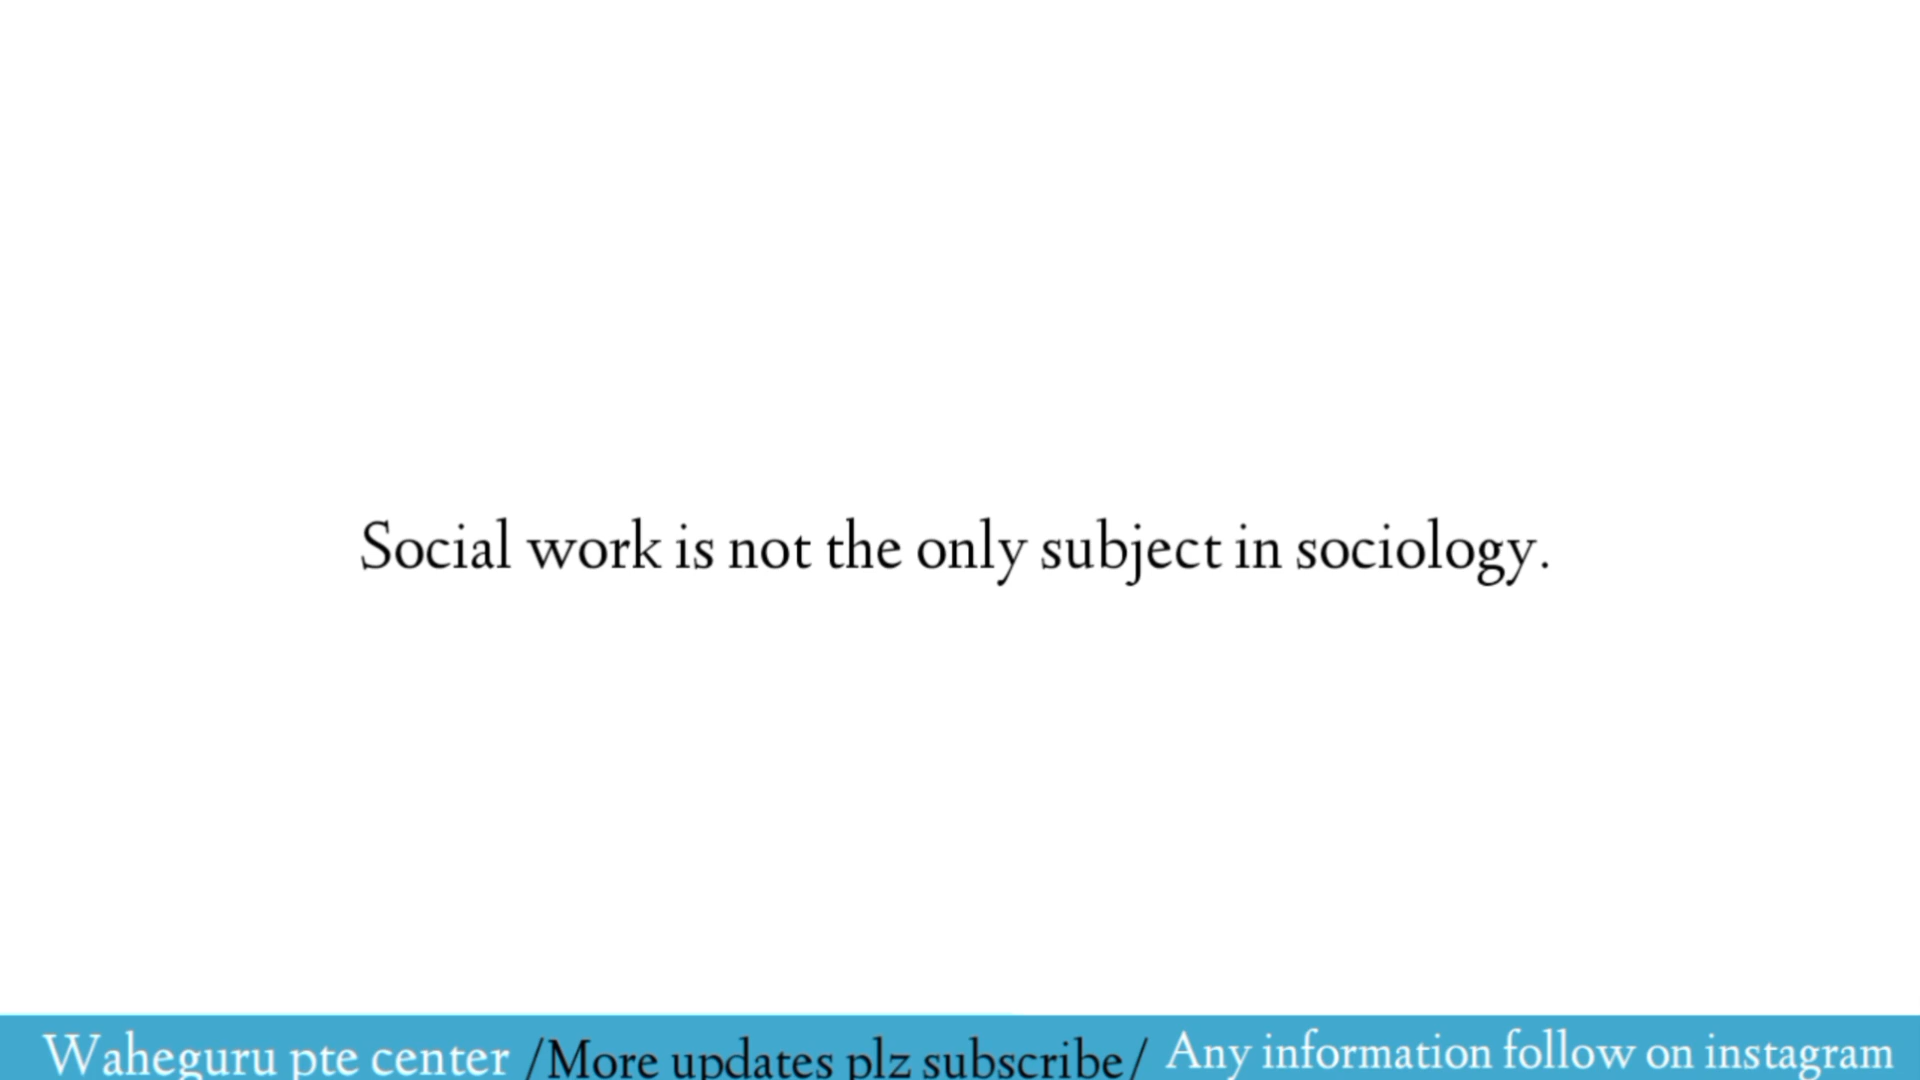 Social work is not the only subject in sociology.
Waheguru pte center /More updates plz subscribe/ Any information follow on instagram